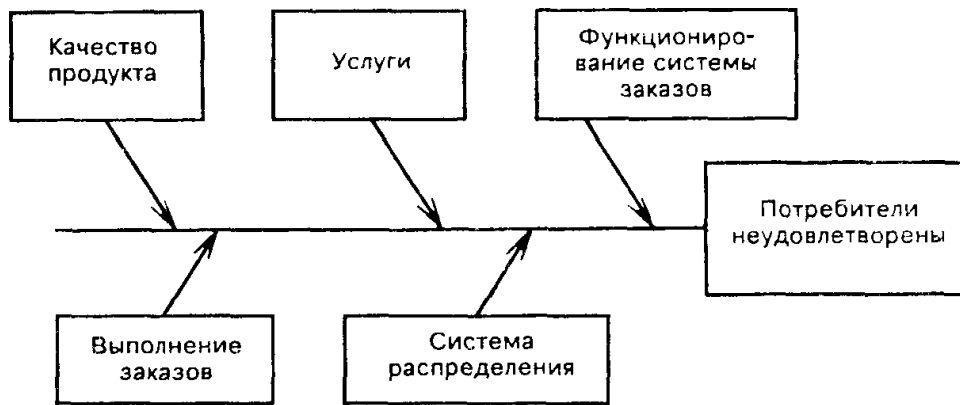 Качество
продукта
Услуги
Функциониро-
вание системы
заказов
Потребители
неудовлетворены
Выполнение
заказов
Система
распределения